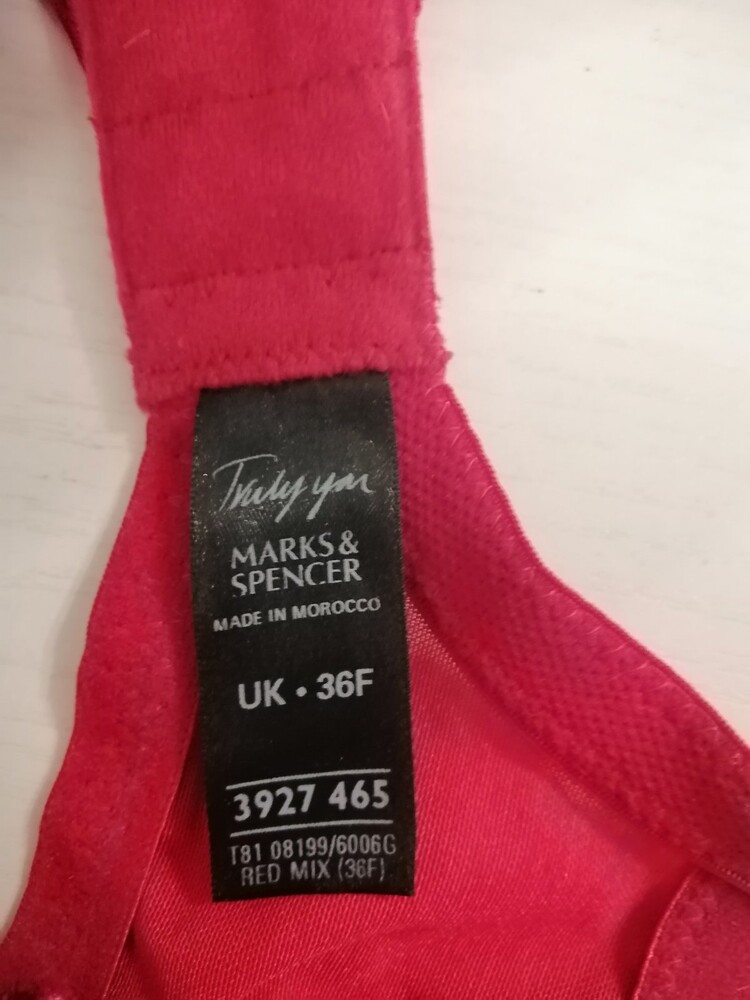 Truly you
MARKS &
SPENCER
MADE IN MOROCCO
UK • 36F
3927 465
T81 08199/6006G
RED MIX (36F)